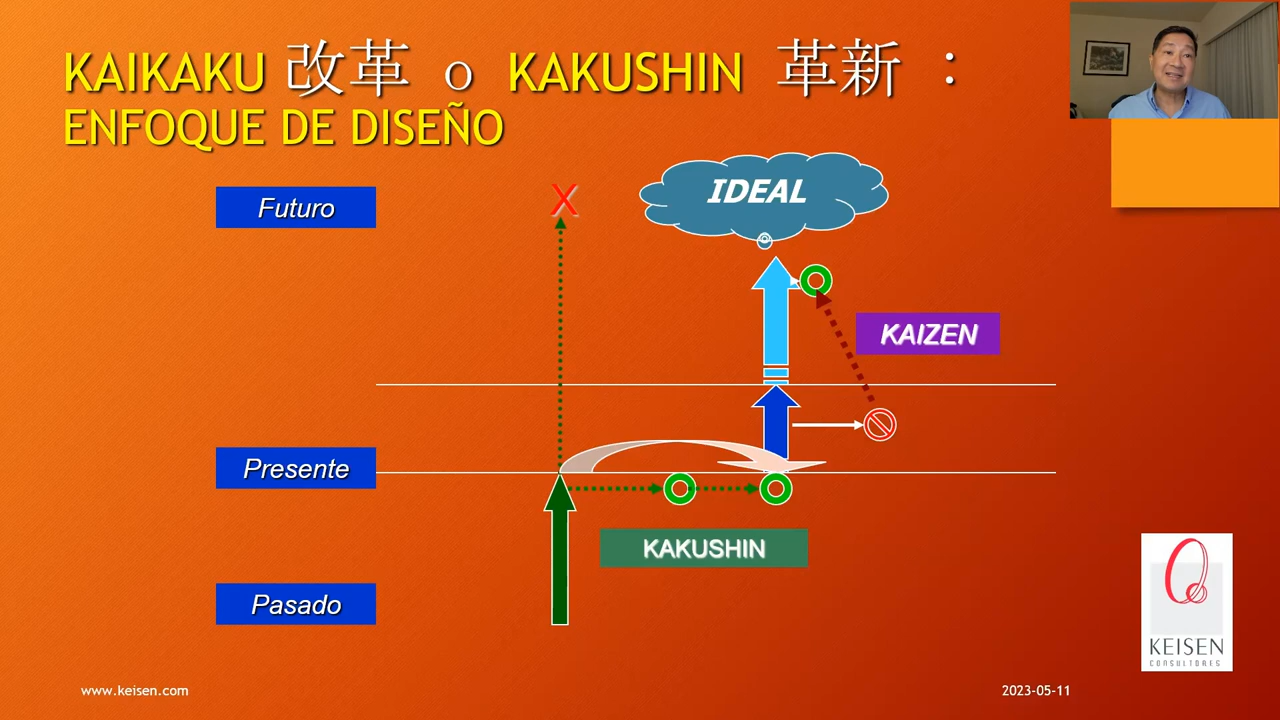 KAIKAKU 改革 o KAKUSHIN 革新 :
ENFOQUE DE DISEÑO
Futuro
X
IDEAL
KAIZEN
Presente
KAKUSHIN
Pasado
KEISEN
CONSULTORES
www.keisen.com
2023-05-11